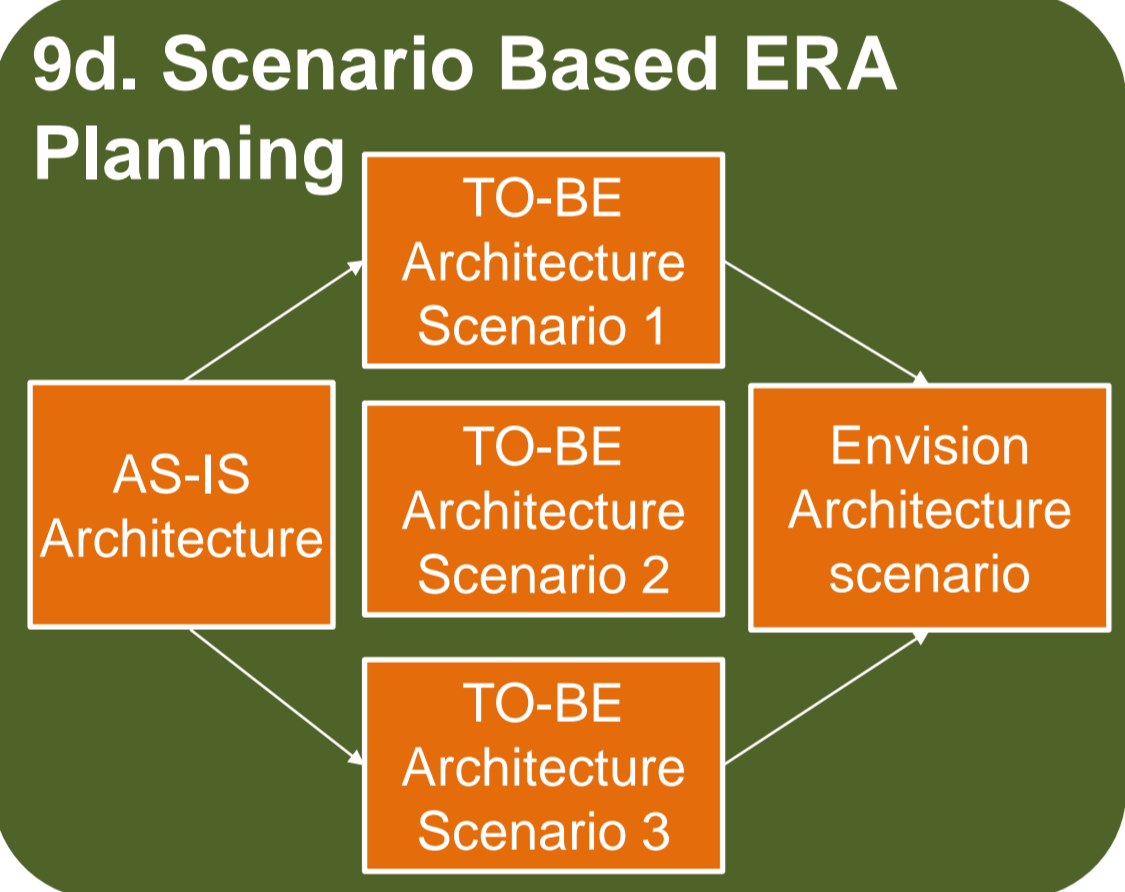 9d. Scenario Based ERA
Planning
TO-BE
Architecture
Scenario 1
AS-IS
Architecture
TO-BE
Architecture
Scenario 2
Envision
Architecture
scenario
TO-BE
Architecture
Scenario 3